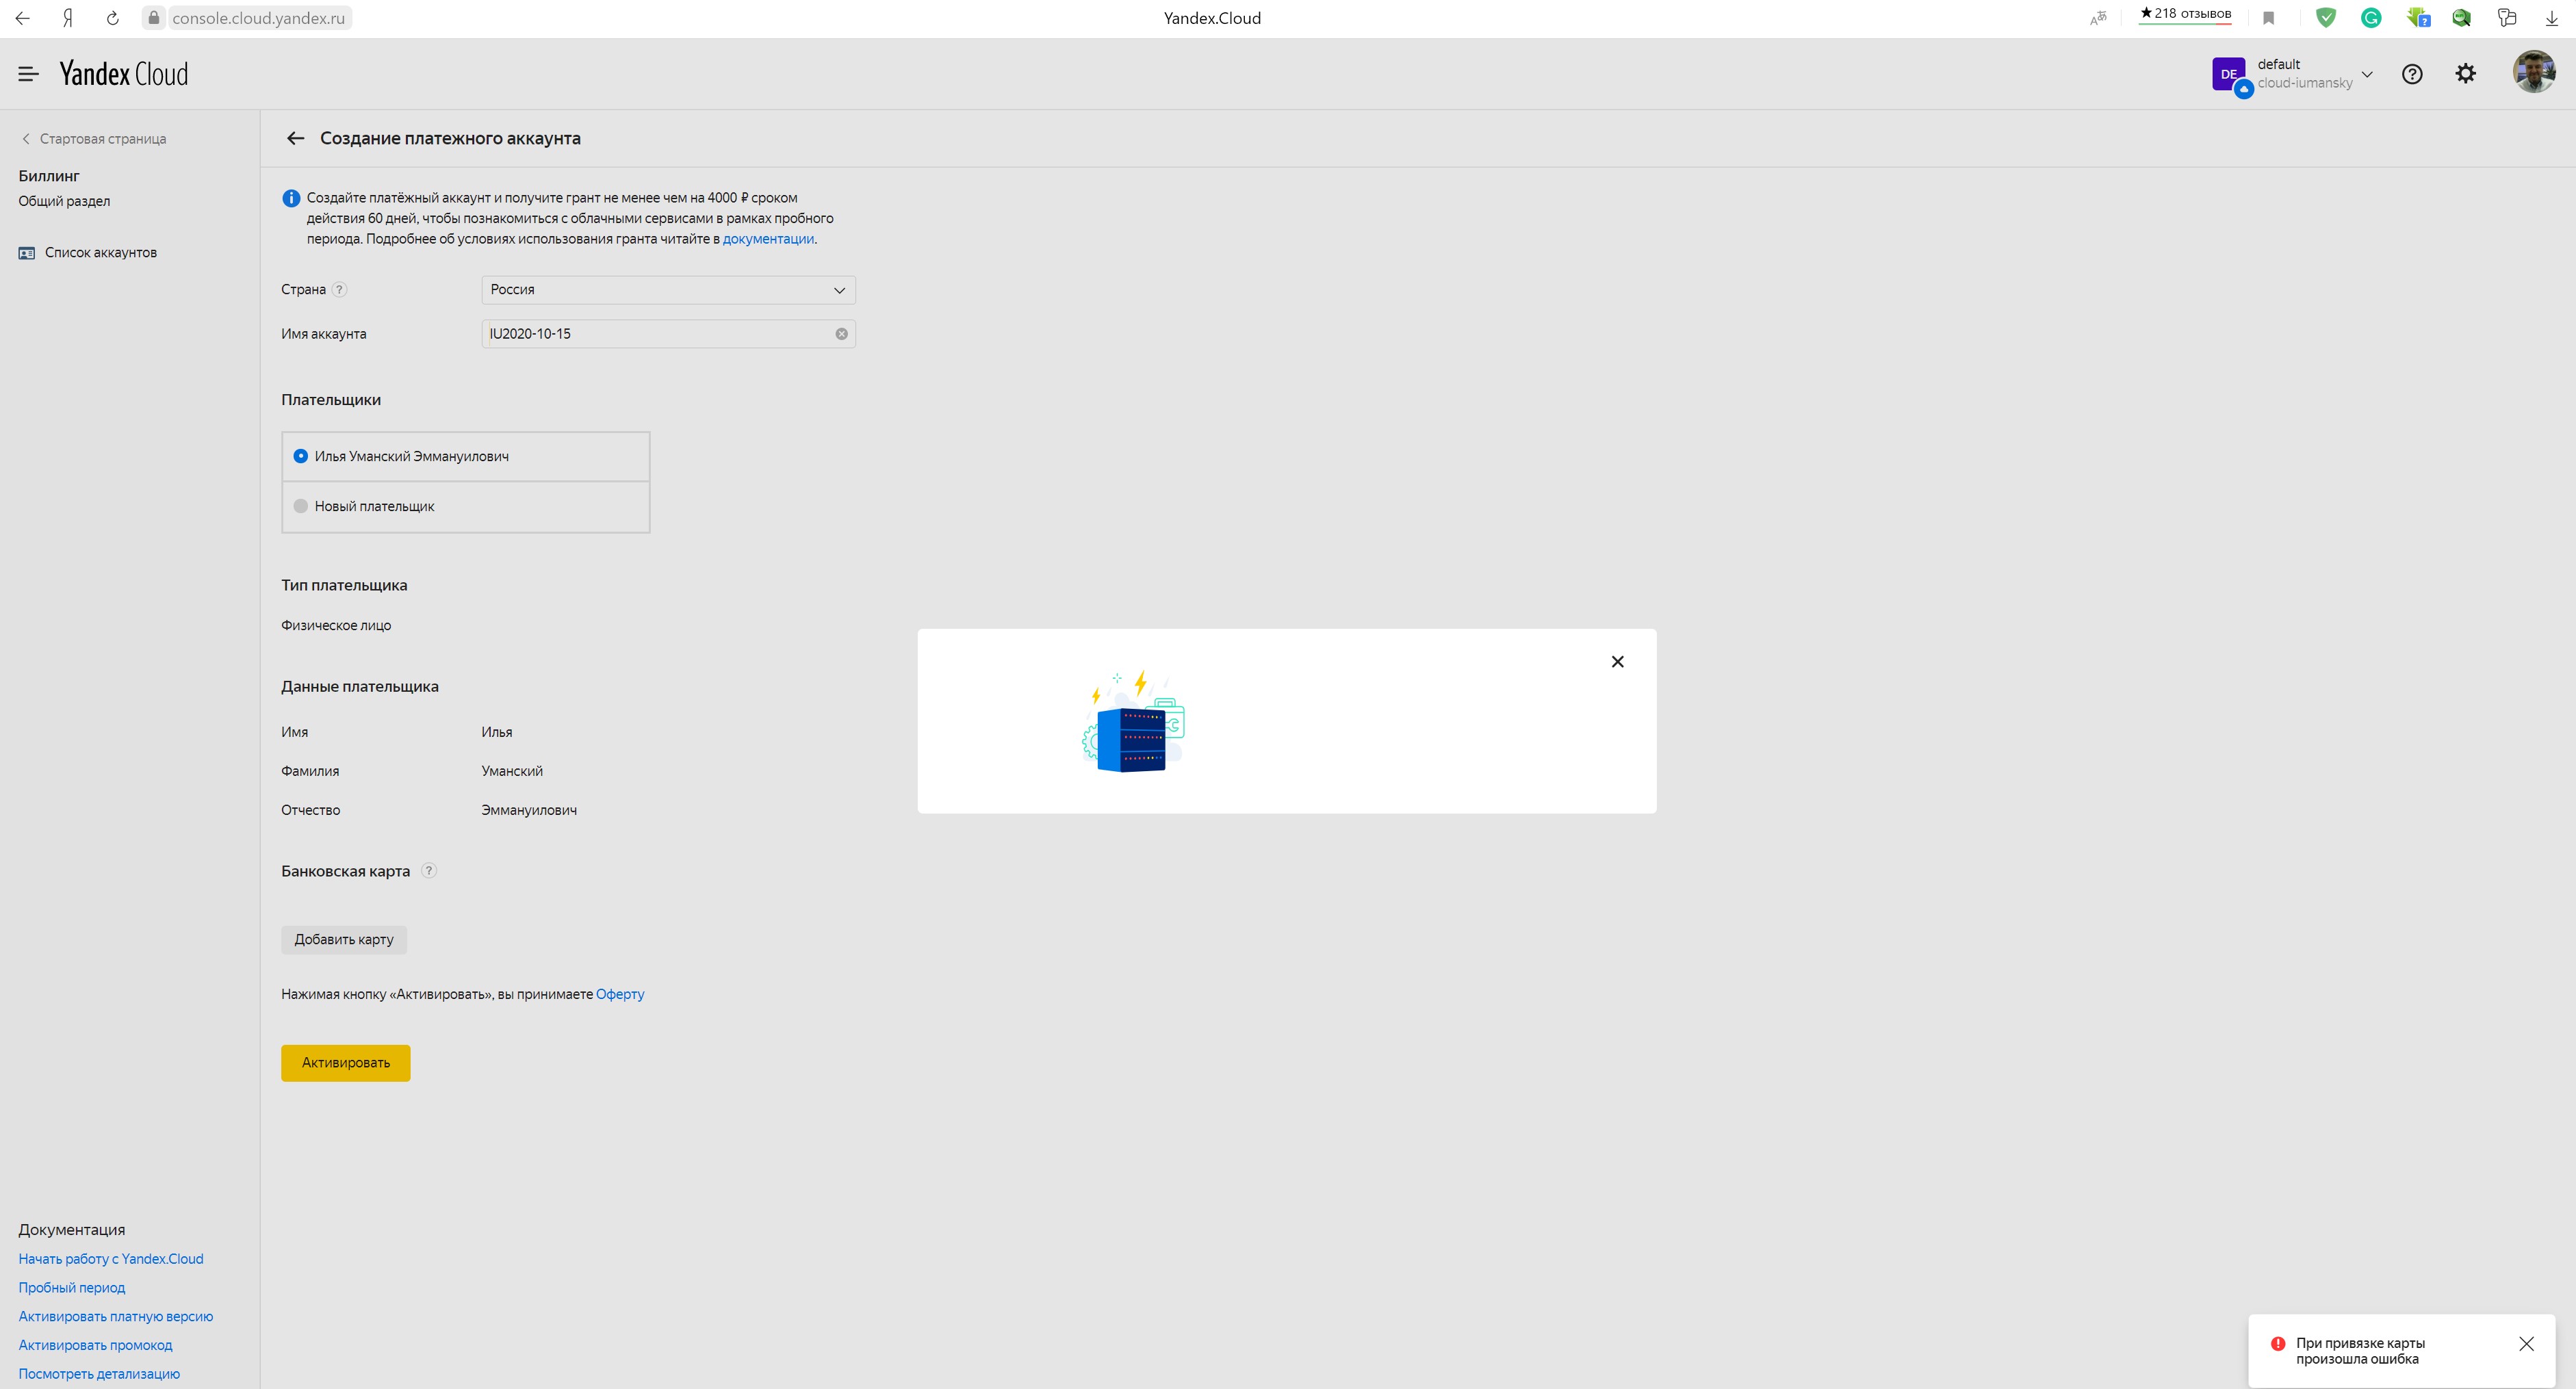 console.cloud.yandex.ru
Yandex.Cloud
★218 отзывов
Yandex Cloud
DE
default
cloud-iumansky
Стартовая страница
Биллинг
Общий раздел
Список аккаунтов
Создание платежного аккаунта
Создайте платёжный аккаунт и получите грант не менее чем на 4000 ₽ сроком
действия 60 дней, чтобы познакомиться с облачными сервисами в рамках пробного
периода. Подробнее об условиях использования гранта читайте в документации.
Страна ?
Россия
Имя аккаунта
IU2020-10-15
Плательщики
Илья Уманский Эммануилович
Новый плательщик
Тип плательщика
Физическое лицо
Данные плательщика
Имя
Илья
Фамилия
Уманский
Отчество
Эммануилович
Банковская карта ?
Добавить карту
Нажимая кнопку «Активировать», вы принимаете Оферту
Активировать
Документация
Начать работу с Yandex.Cloud
Пробный период
Активировать платную версию
Активировать промокод
Посмотреть детализацию
При привязке карты
произошла ошибка